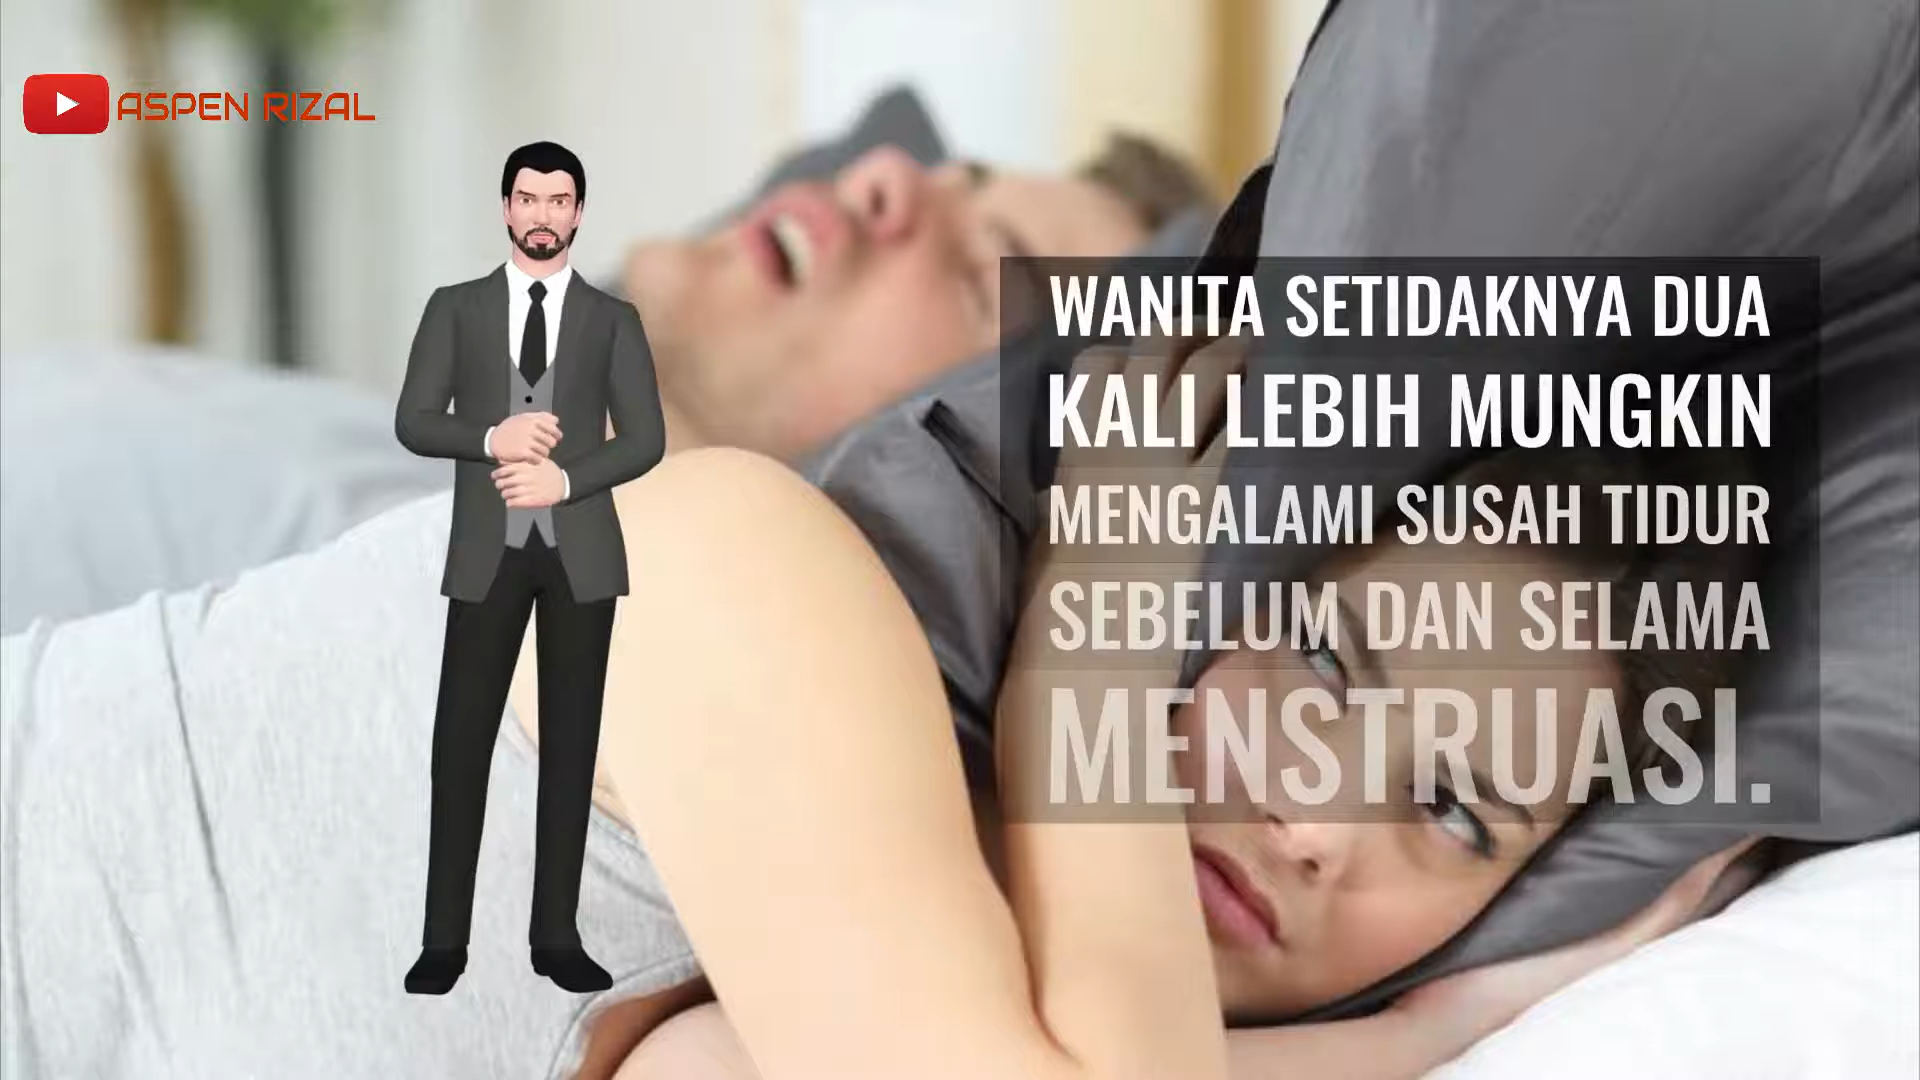 ASPEN RIZAL
WANITA SETIDAKNYA DUA
KALI LEBIH MUNGKIN
MENGALAMI SUSAH TIDUR
SEBELUM DAN SELAMA
MENSTRUASI.